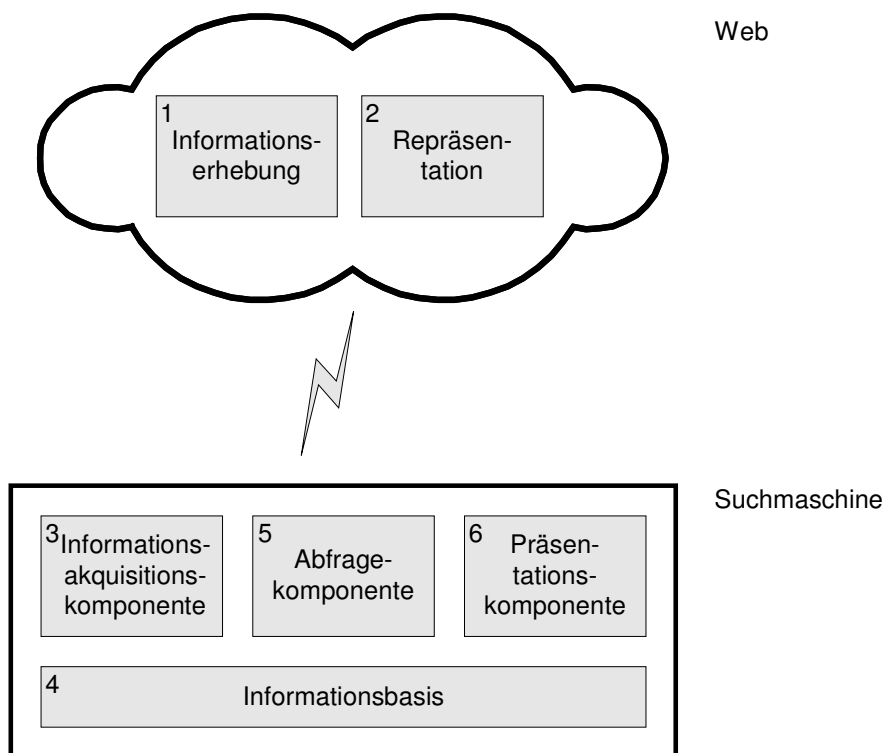 Web
1
Informations-
erhebung
2
Repräsen-
tation
Suchmaschine
3
Informations-
akquisitions-
komponente
5
Abfrage-
komponente
6
Präsen-
tations-
komponente
4
Informationsbasis